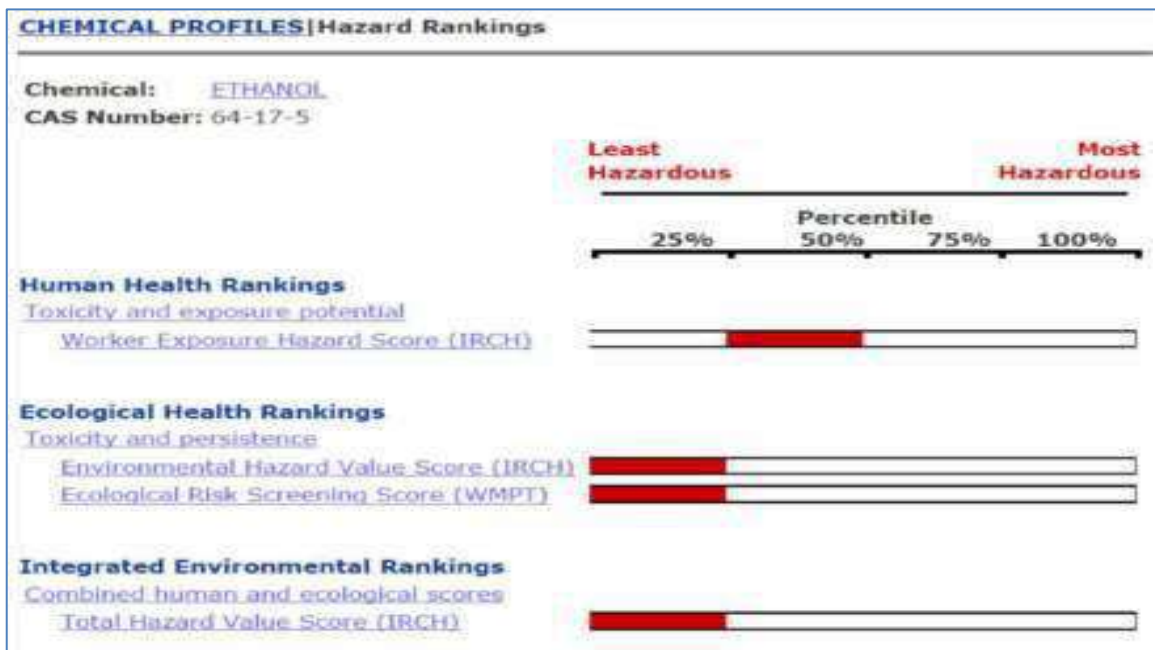 CHEMICAL PROFILES|Hazard Rankings
Chemical: ETHANOL
CAS Number: 64-17-5
Least Hazardous
Most Hazardous
Percentile
25% 50% 75% 100%
Human Health Rankings
Toxicity and exposure potential
Worker Exposure Hazard Score (IRCH)
Ecological Health Rankings
Toxicity and persistence
Environmental Hazard Value Score (IRCH)
Ecological Risk Screening Score (WMPT)
Integrated Environmental Rankings
Combined human and ecological scores
Total Hazard Value Score (IRCH)